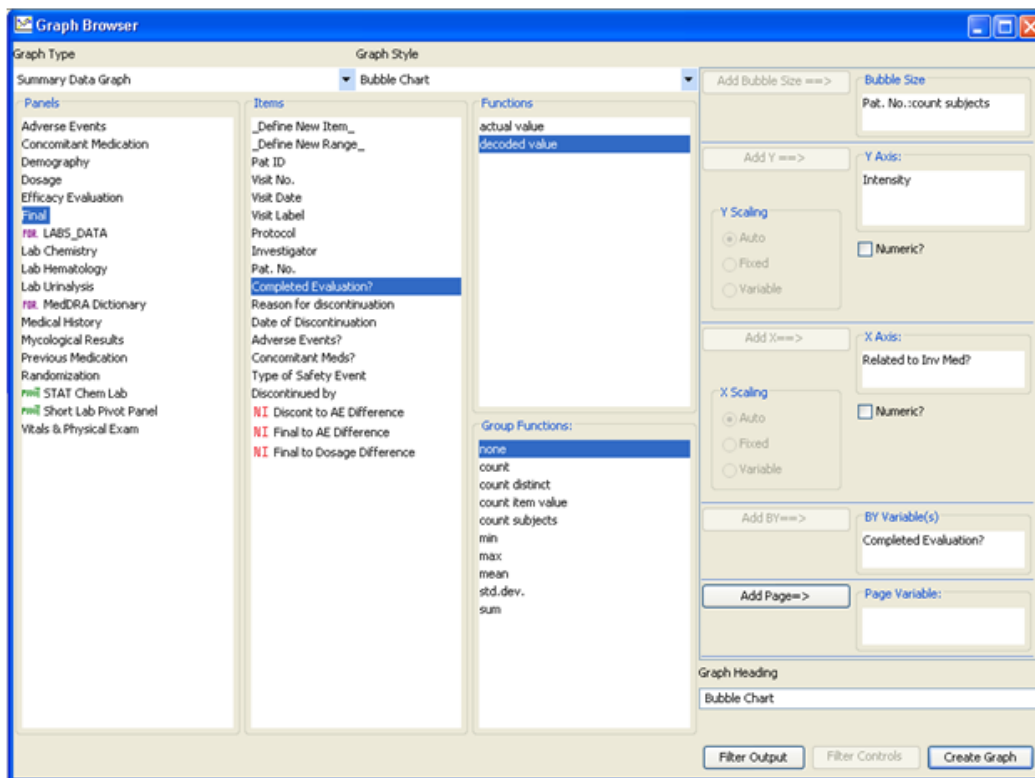 Graph Browser
Graph Type
Graph Style
Summary Data Graph
Bubble Chart
Panels
Adverse Events
Concomitant Medication
Demography
Dosage
Efficacy Evaluation
Final
FOR. LABS_DATA
Lab Chemistry
Lab Hematology
Lab Urinalysis
FOR. MedDRA Dictionary
Medical History
Mycological Results
Previous Medication
Randomization
STAT Chem Lab
Short Lab Pivot Panel
Vitals & Physical Exam
Items
_Define New Item_
_Define New Range_
Pat ID
Visit No.
Visit Date
Visit Label
Protocol
Investigator
Pat. No.
Completed Evaluation?
Reason for discontinuation
Date of Discontinuation
Adverse Events?
Concomitant Meds?
Type of Safety Event
Discontinued by
NI Discont to AE Difference
NI Final to AE Difference
NI Final to Dosage Difference
Functions
actual value
decoded value
Group Functions:
none
count
count distinct
count item value
count subjects
min
max
mean
std.dev.
sum
Add Bubble Size ==>
Bubble Size
Pat. No.:count subjects
Add Y ==>
Y Axis:
Intensity
Y Scaling
Auto
Fixed
Variable
Numeric?
Add X==>
X Axis:
Related to Inv Med?
X Scaling
Auto
Fixed
Variable
Numeric?
Add BY==>
BY Variable(s)
Completed Evaluation?
Add Page=>
Page Variable:
Graph Heading
Bubble Chart
Filter Output
Filter Controls
Create Graph